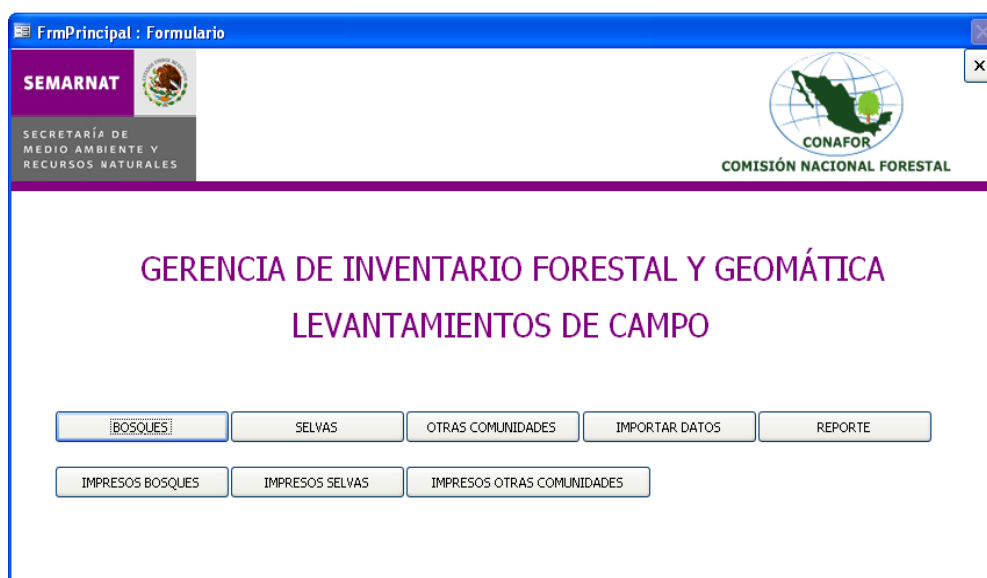 FrmPrincipal : Formulario
SEMARNAT
SECRETARÍA DE
MEDIO AMBIENTE Y
RECURSOS NATURALES
CONAFOR
COMISIÓN NACIONAL FORESTAL
X
GERENCIA DE INVENTARIO FORESTAL Y GEOMÁTICA
LEVANTAMIENTOS DE CAMPO
BOSQUES SELVAS OTRAS COMUNIDADES IMPORTAR DATOS REPORTE
IMPRESOS BOSQUES IMPRESOS SELVAS IMPRESOS OTRAS COMUNIDADES